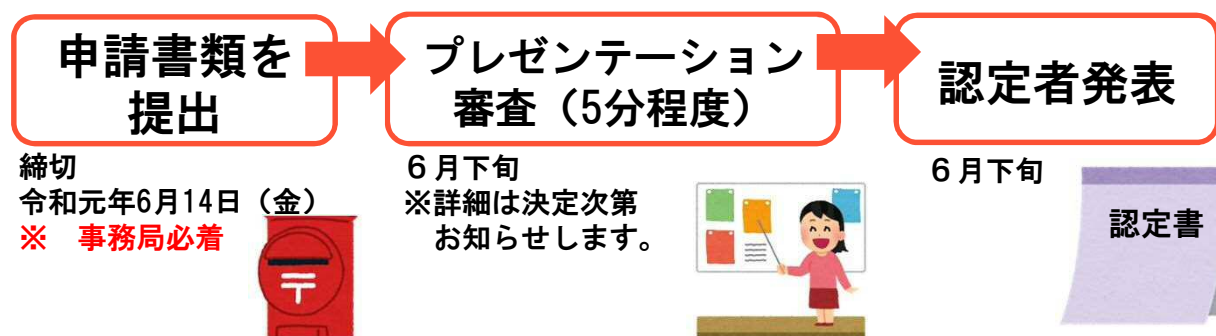 申請書類を
提出
プレゼンテーション
審査（5分程度）
認定者発表
締切
令和元年6月14日（金）
※　事務局必着
６月下旬
※詳細は決定次第
お知らせします。
６月下旬
認定書
〒